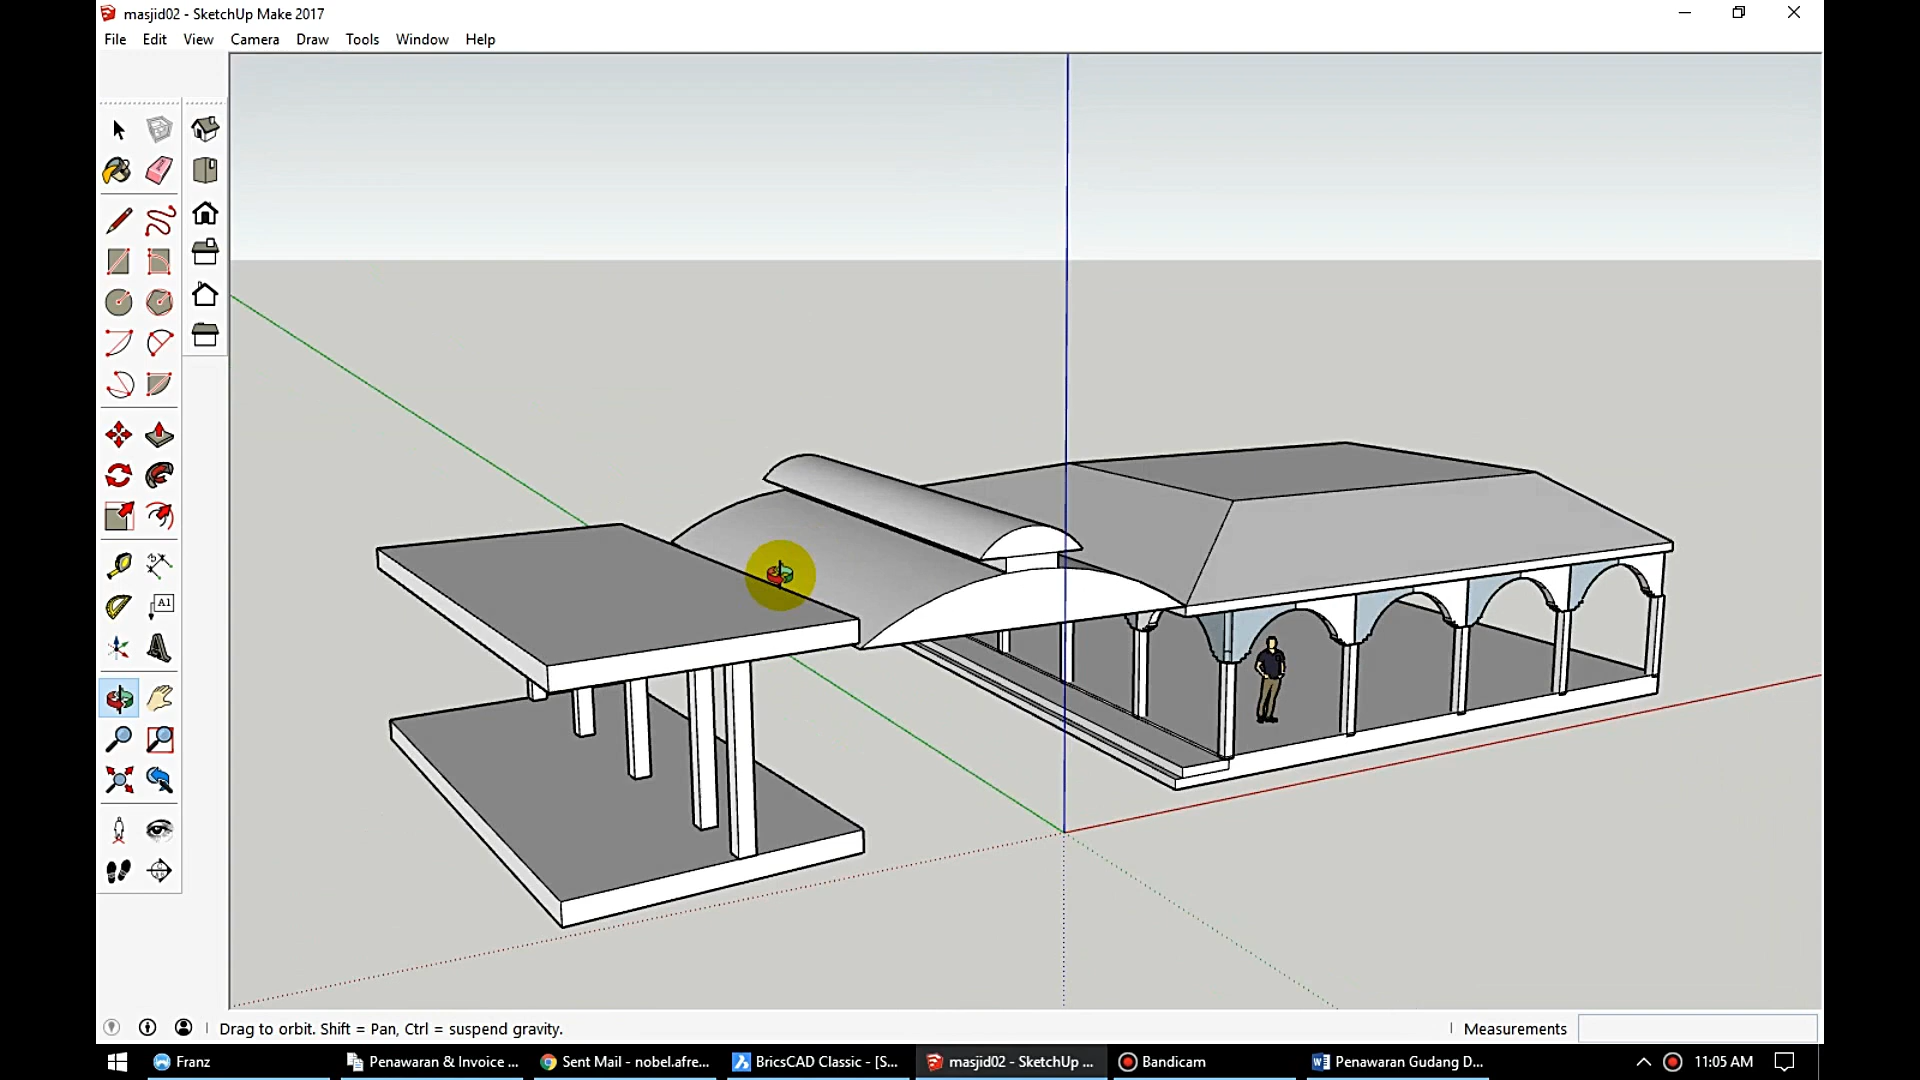 masjid02 - SketchUp Make 2017
File Edit View Camera Draw Tools Window Help
A1
Drag to orbit. Shift = Pan, Ctrl = suspend gravity.
Measurements
Franz
Penawaran & Invoice ...
Sent Mail - nobel.afre...
BricsCAD Classic - [S...
masjid02 - SketchUp ...
Bandicam
Penawaran Gudang D...
11:05 AM